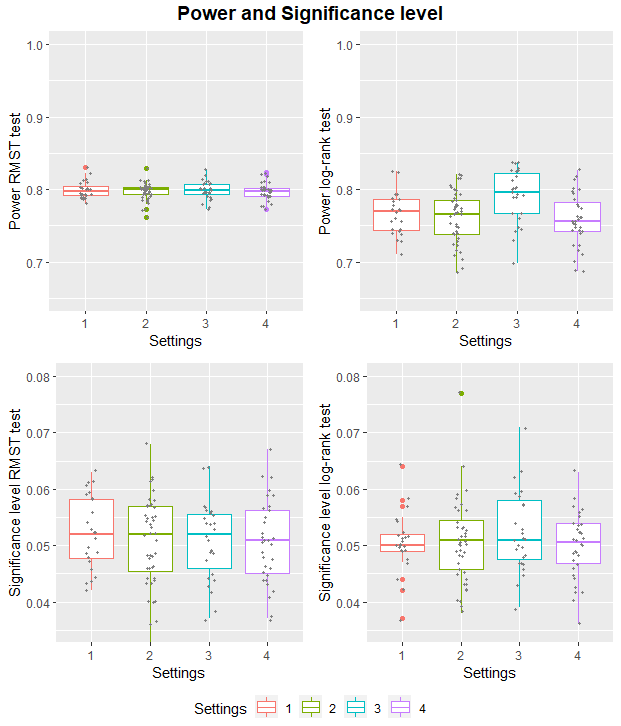 Power and Significance level
1.0
0.9
0.8
0.7
Power RMST test
1 2 3 4
Settings
1.0
0.9
0.8
0.7
Power log-rank test
1 2 3 4
Settings
0.08
0.07
0.06
0.05
0.04
Significance level RMST test
1 2 3 4
Settings
0.08
0.07
0.06
0.05
0.04
Significance level log-rank test
1 2 3 4
Settings
Settings 1 2 3 4